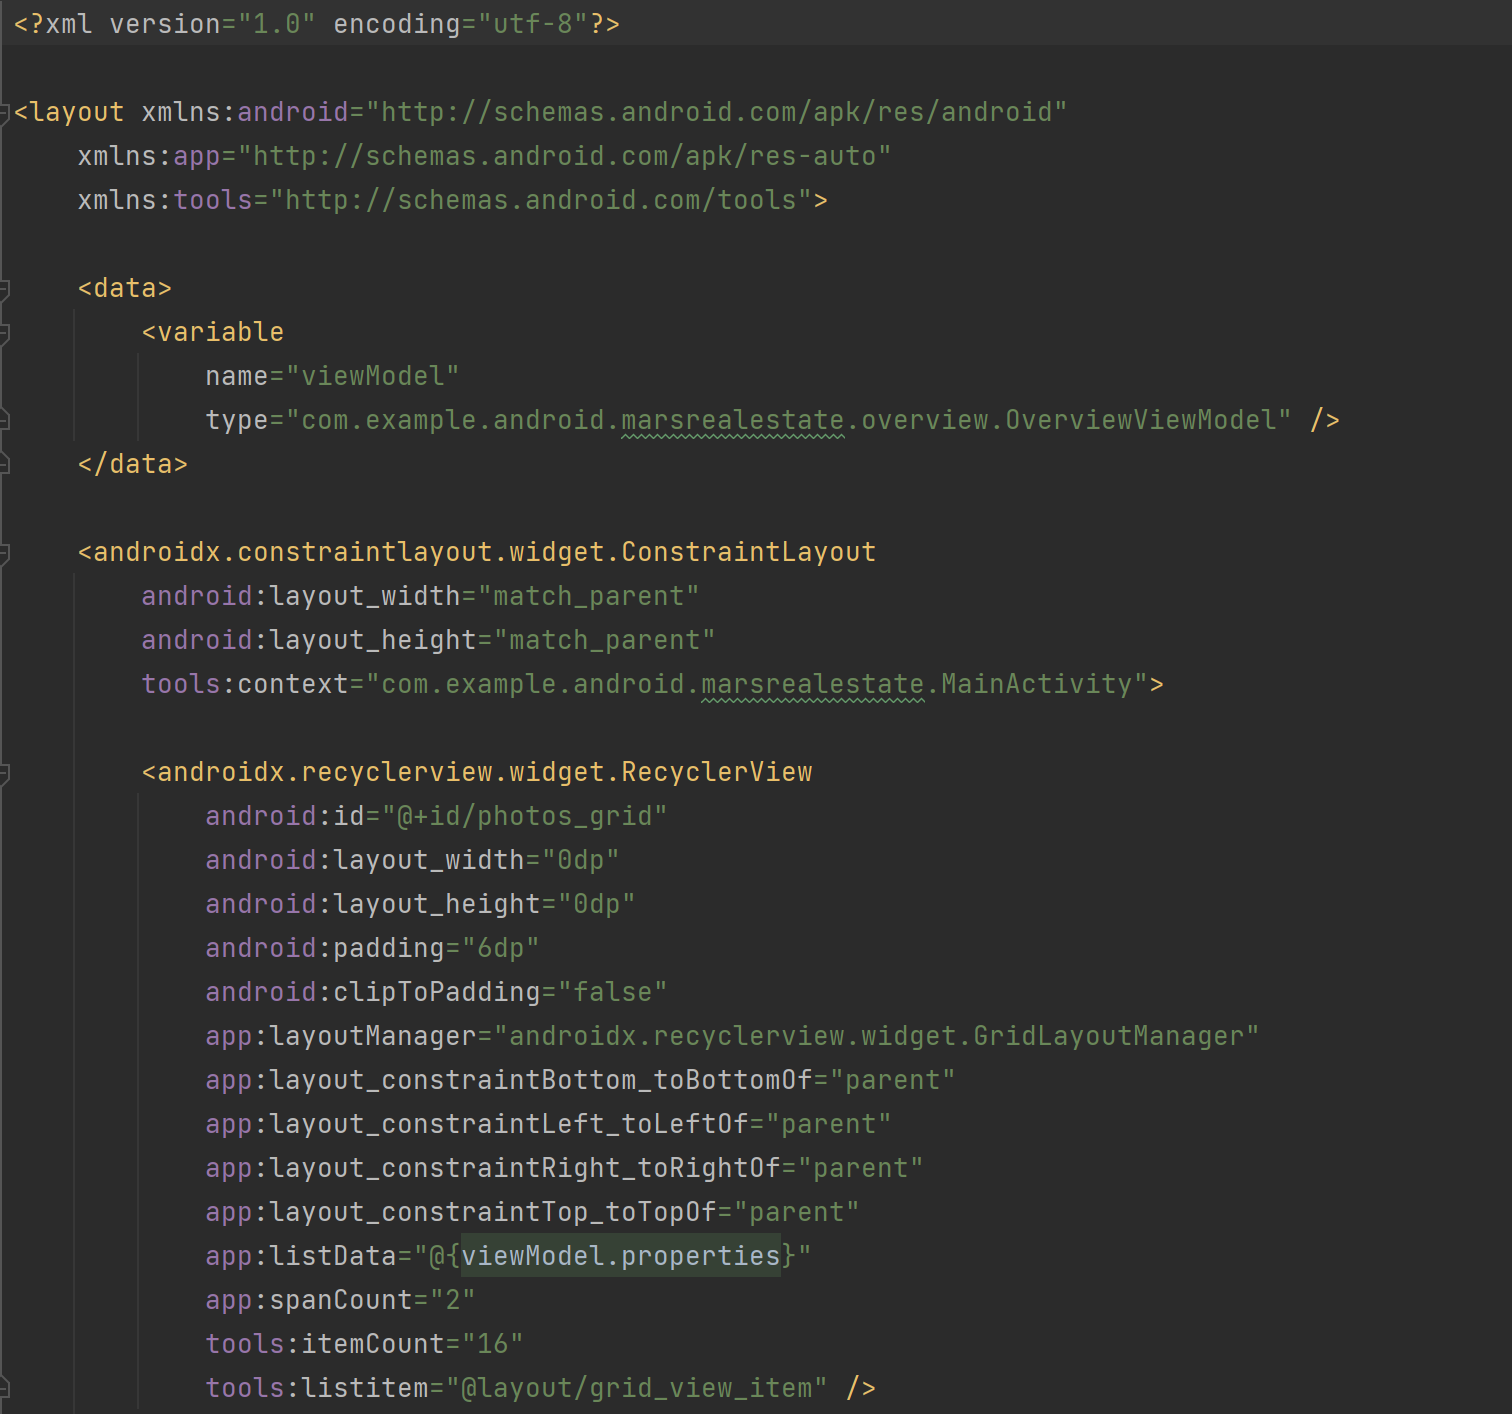 <?xml version="1.0" encoding="utf-8"?>
<layout xmlns:android="http://schemas.android.com/apk/res/android"
xmlns:app="http://schemas.android.com/apk/res-auto"
xmlns:tools="http://schemas.android.com/tools">
<data>
<variable
name="viewModel"
type="com.example.android.marsrealestate.overview.OverviewViewModel" />
</data>
<androidx.constraintlayout.widget.ConstraintLayout
android:layout_width="match_parent"
android:layout_height="match_parent"
tools:context="com.example.android.marsrealestate.MainActivity">
<androidx.recyclerview.widget.RecyclerView
android:id="@+id/photos_grid"
android:layout_width="0dp"
android:layout_height="0dp"
android:padding="6dp"
android:clipToPadding="false"
app:layoutManager="androidx.recyclerview.widget.GridLayoutManager"
app:layout_constraintBottom_toBottomOf="parent"
app:layout_constraintLeft_toLeftOf="parent"
app:layout_constraintRight_toRightOf="parent"
app:layout_constraintTop_toTopOf="parent"
app:listData="@{viewModel.properties}"
app:spanCount="2"
tools:itemCount="16"
tools:listitem="@layout/grid_view_item" />